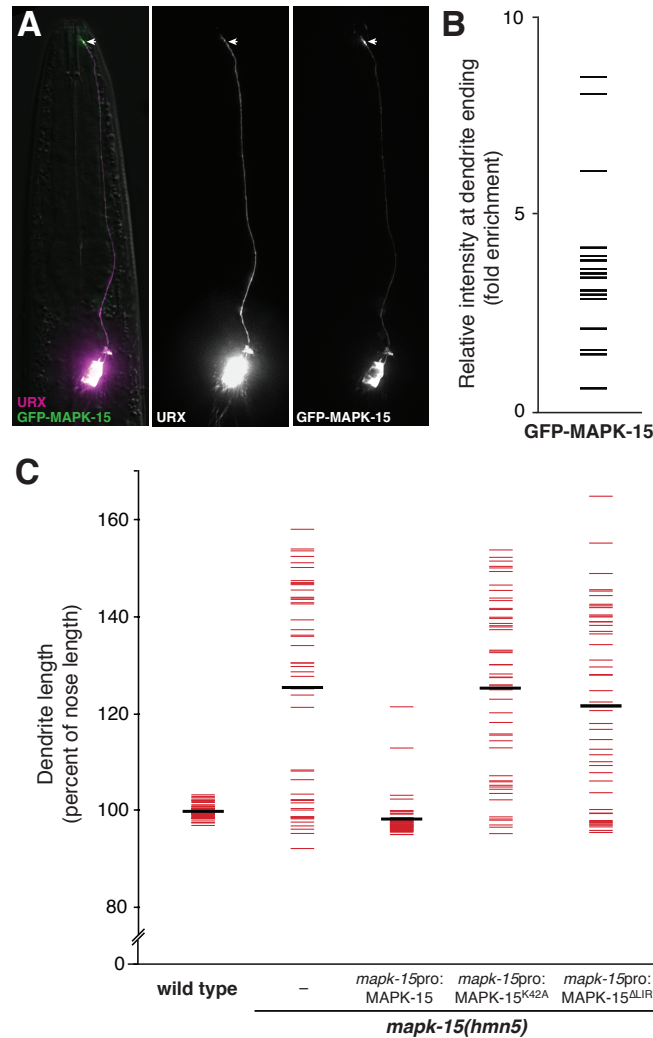 A
URX
GFP-MAPK-15
URX
GFP-MAPK-15
B
Relative intensity at dendrite ending
(fold enrichment)
10
5
0
GFP-MAPK-15
C
Dendrite length
(percent of nose length)
160
140
120
100
80
0
wild type
–
mapk-15pro:
MAPK-15
mapk-15pro:
MAPK-15K42A
mapk-15pro:
MAPK-15ΔLIR
mapk-15(hmn5)